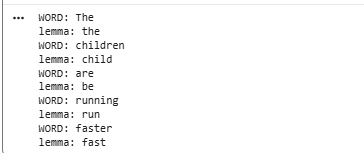 WORD: The
lemma: the
WORD: children
lemma: child
WORD: are
lemma: be
WORD: running
lemma: run
WORD: faster
lemma: fast